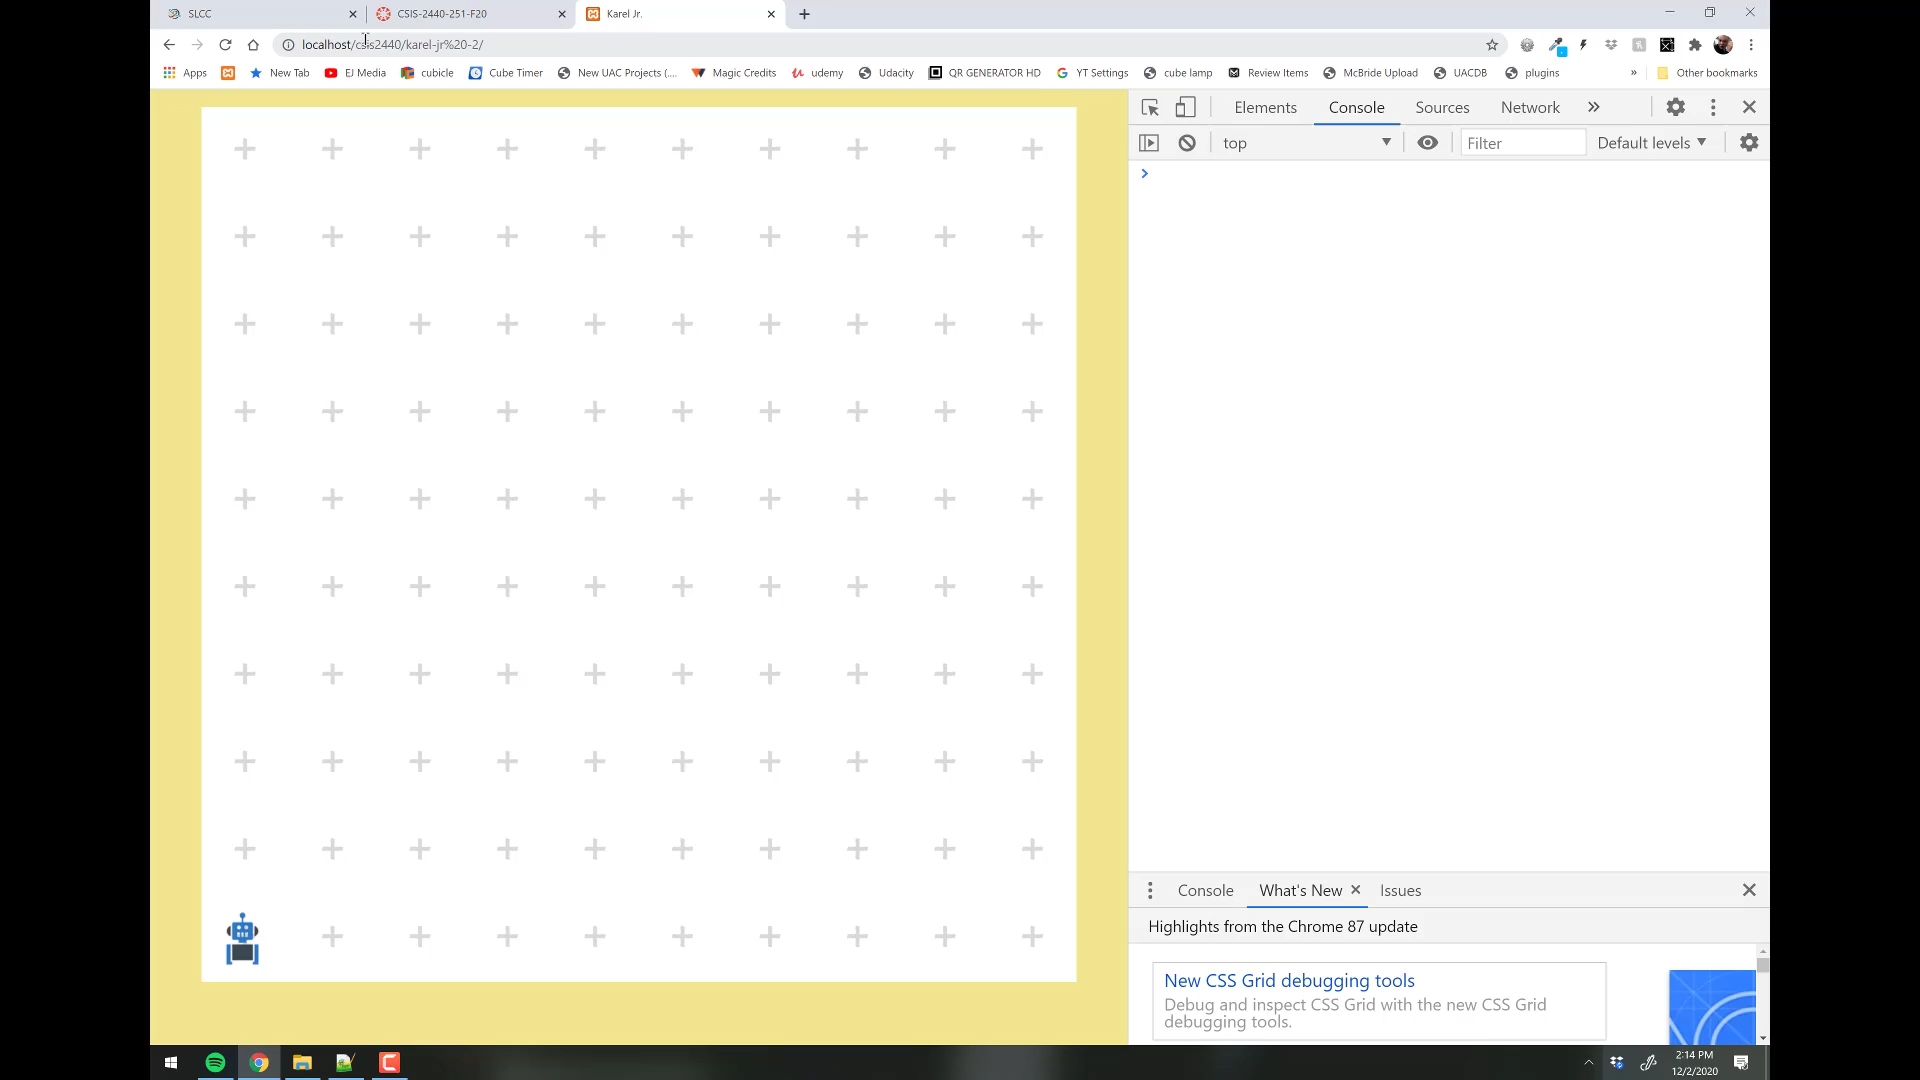 SLCC
CSIS-2440-251-F20
Karel Jr.
localhost/csis2440/karel-jr%20-2/
Apps
New Tab
EJ Media
cubicle
Cube Timer
New UAC Projects (....
Magic Credits
udemy
Udacity
QR GENERATOR HD
YT Settings
cube lamp
Review Items
McBride Upload
UACDB
plugins
»
Other bookmarks
Elements
Console
Sources
Network
top
Filter
Default levels
Console
What's New
Issues
Highlights from the Chrome 87 update
New CSS Grid debugging tools
Debug and inspect CSS Grid with the new CSS Grid
debugging tools.
2:14 PM
12/2/2020